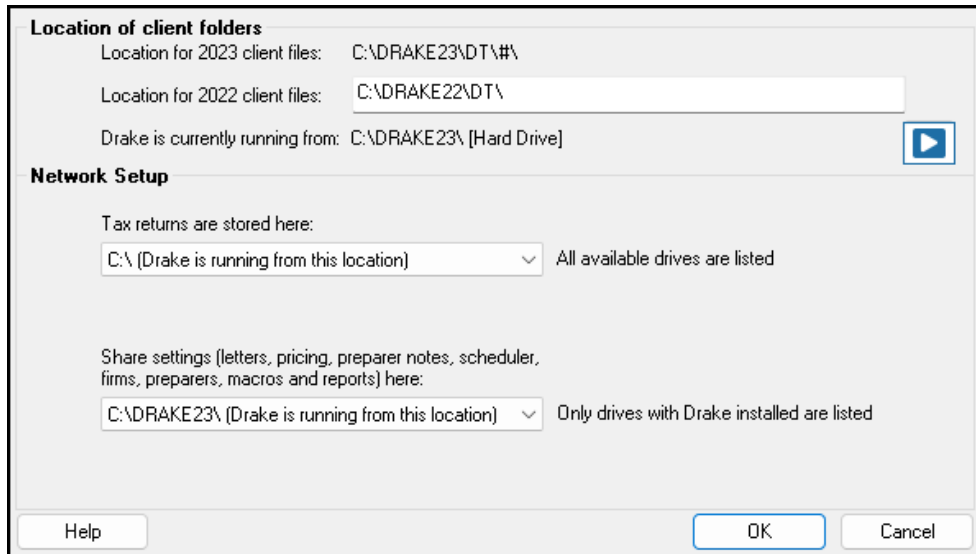 Location of client folders
Location for 2023 client files: C:\DRAKE23\DT\#\
Location for 2022 client files: C:\DRAKE22\DT\
Drake is currently running from: C:\DRAKE23\ [Hard Drive]
Network Setup
Tax returns are stored here:
C:\ (Drake is running from this location) All available drives are listed
Share settings (letters, pricing, preparer notes, scheduler,
firms, preparers, macros and reports) here:
C:\DRAKE23\ (Drake is running from this location) Only drives with Drake installed are listed
Help OK Cancel